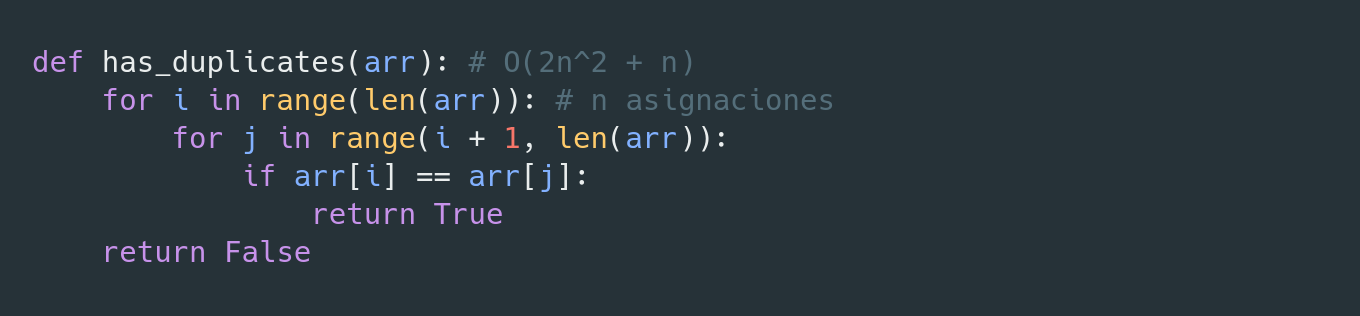 def has_duplicates(arr): # O(2n^2 + n)
    for i in range(len(arr)): # n asignaciones
        for j in range(i + 1, len(arr)):
            if arr[i] == arr[j]:
                return True
    return False